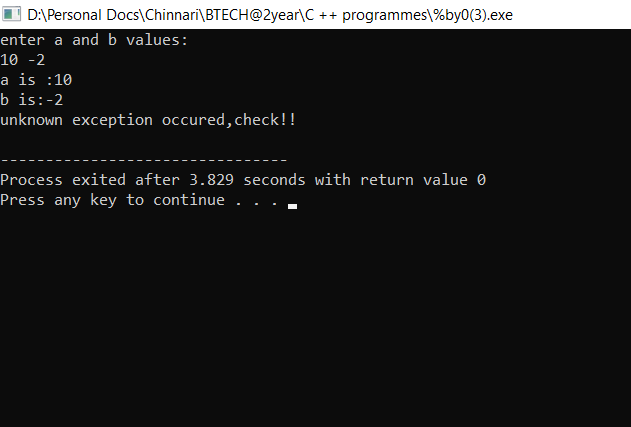 D:\Personal Docs\Chinnari\BTECH@2year\C ++ programmes\%by0(3).exe
enter a and b values:
10 -2
a is :10
b is:-2
unknown exception occured,check!!
--------------------------------
Process exited after 3.829 seconds with return value 0
Press any key to continue . . .